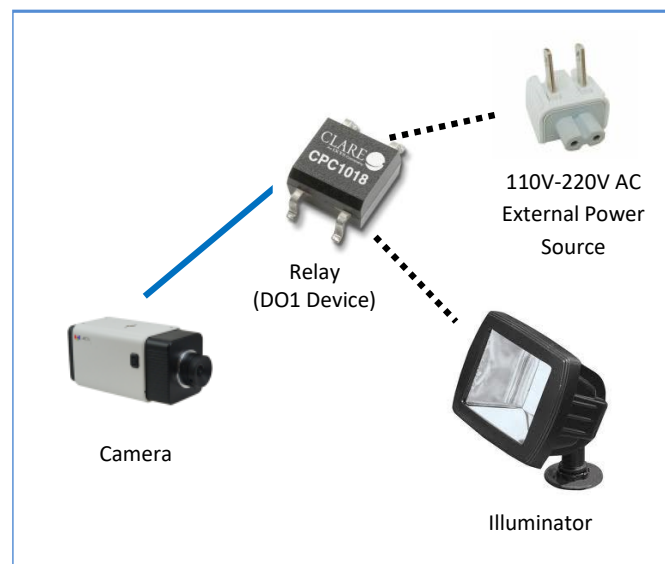 CLARE
CPC1018
110V-220V AC
External Power
Source
Relay
(DO1 Device)
Camera
Illuminator